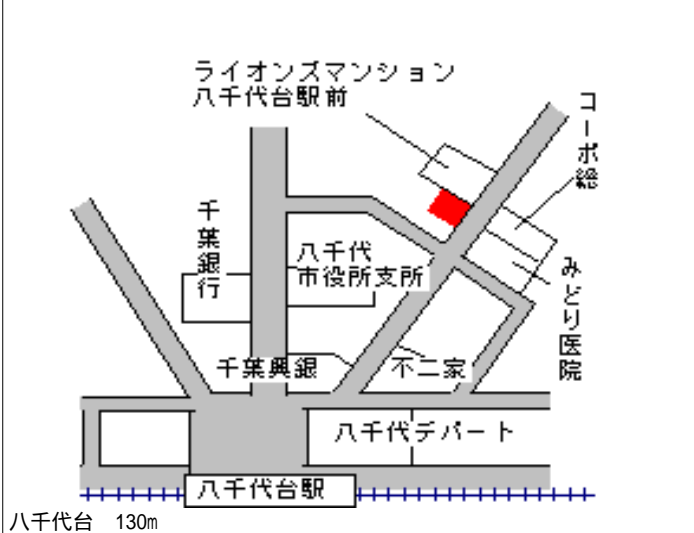 ライオンズマンション
八千代台駅前
コーポ総
千葉銀行
八千代
市役所支所
みどり医院
千葉興銀
不二家
八千代デパート
八千代台駅
八千代台 130m